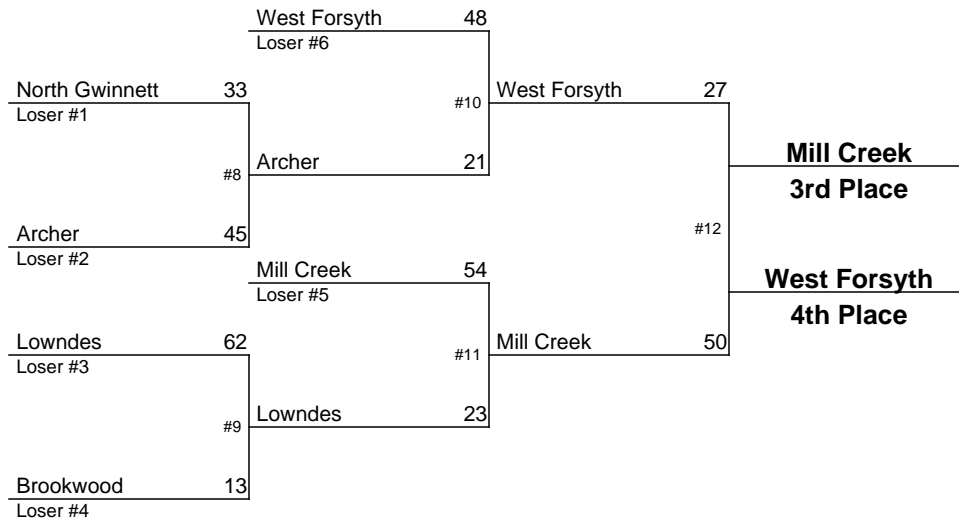 West Forsyth 48
Loser #6
North Gwinnett 33
Loser #1
#10
West Forsyth 27
Archer 21
#8
Mill Creek
3rd Place
Archer 45
Loser #2
#12
Mill Creek 54
Loser #5
West Forsyth
4th Place
Lowndes 62
Loser #3
#11
Mill Creek 50
Lowndes 23
#9
Brookwood 13
Loser #4